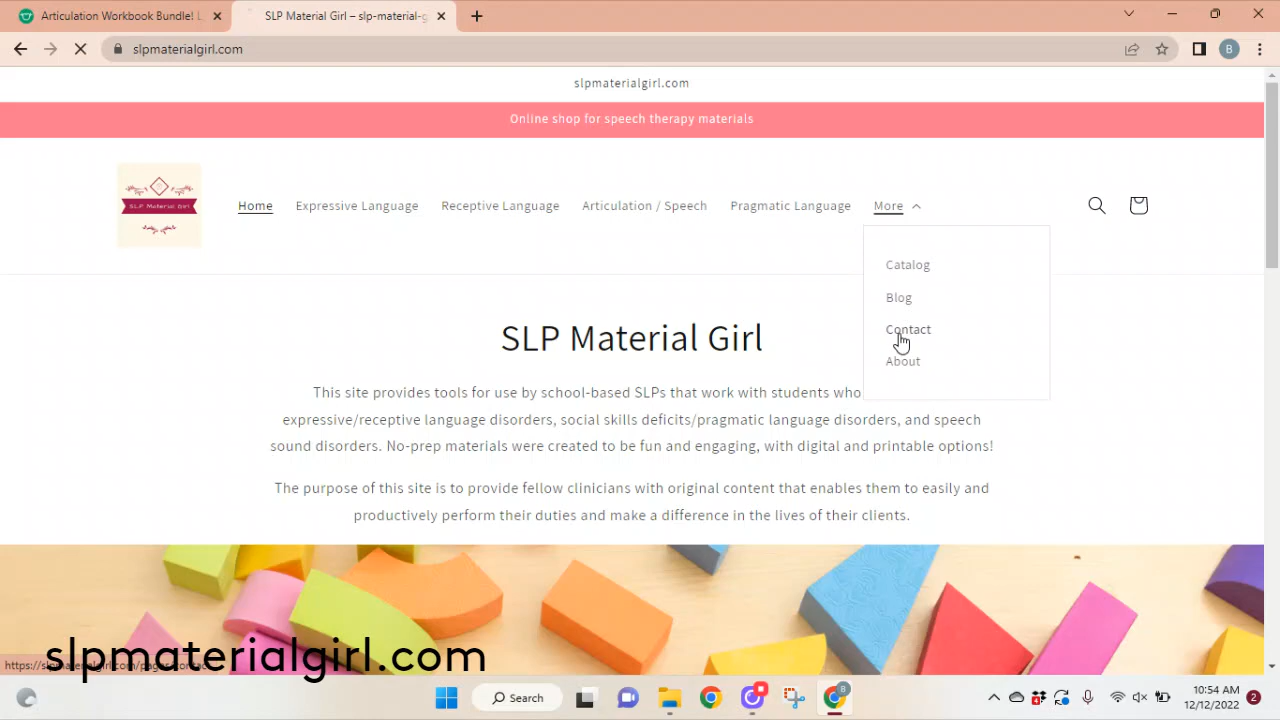 Articulation Workbook Bundle! L
SLP Material Girl – slp-material-g
slpmaterialgirl.com
B
slpmaterialgirl.com
Online shop for speech therapy materials
SLP Material Girl
Home
Expressive Language
Receptive Language
Articulation / Speech
Pragmatic Language
More
Catalog
Blog
Contact
About
SLP Material Girl
This site provides tools for use by school-based SLPs that work with students who
expressive/receptive language disorders, social skills deficits/pragmatic language disorders, and speech
sound disorders. No-prep materials were created to be fun and engaging, with digital and printable options!
The purpose of this site is to provide fellow clinicians with original content that enables them to easily and
productively perform their duties and make a difference in the lives of their clients.
slpmaterialgirl.com
Search
8
4
10:54 AM
12/12/2022
2